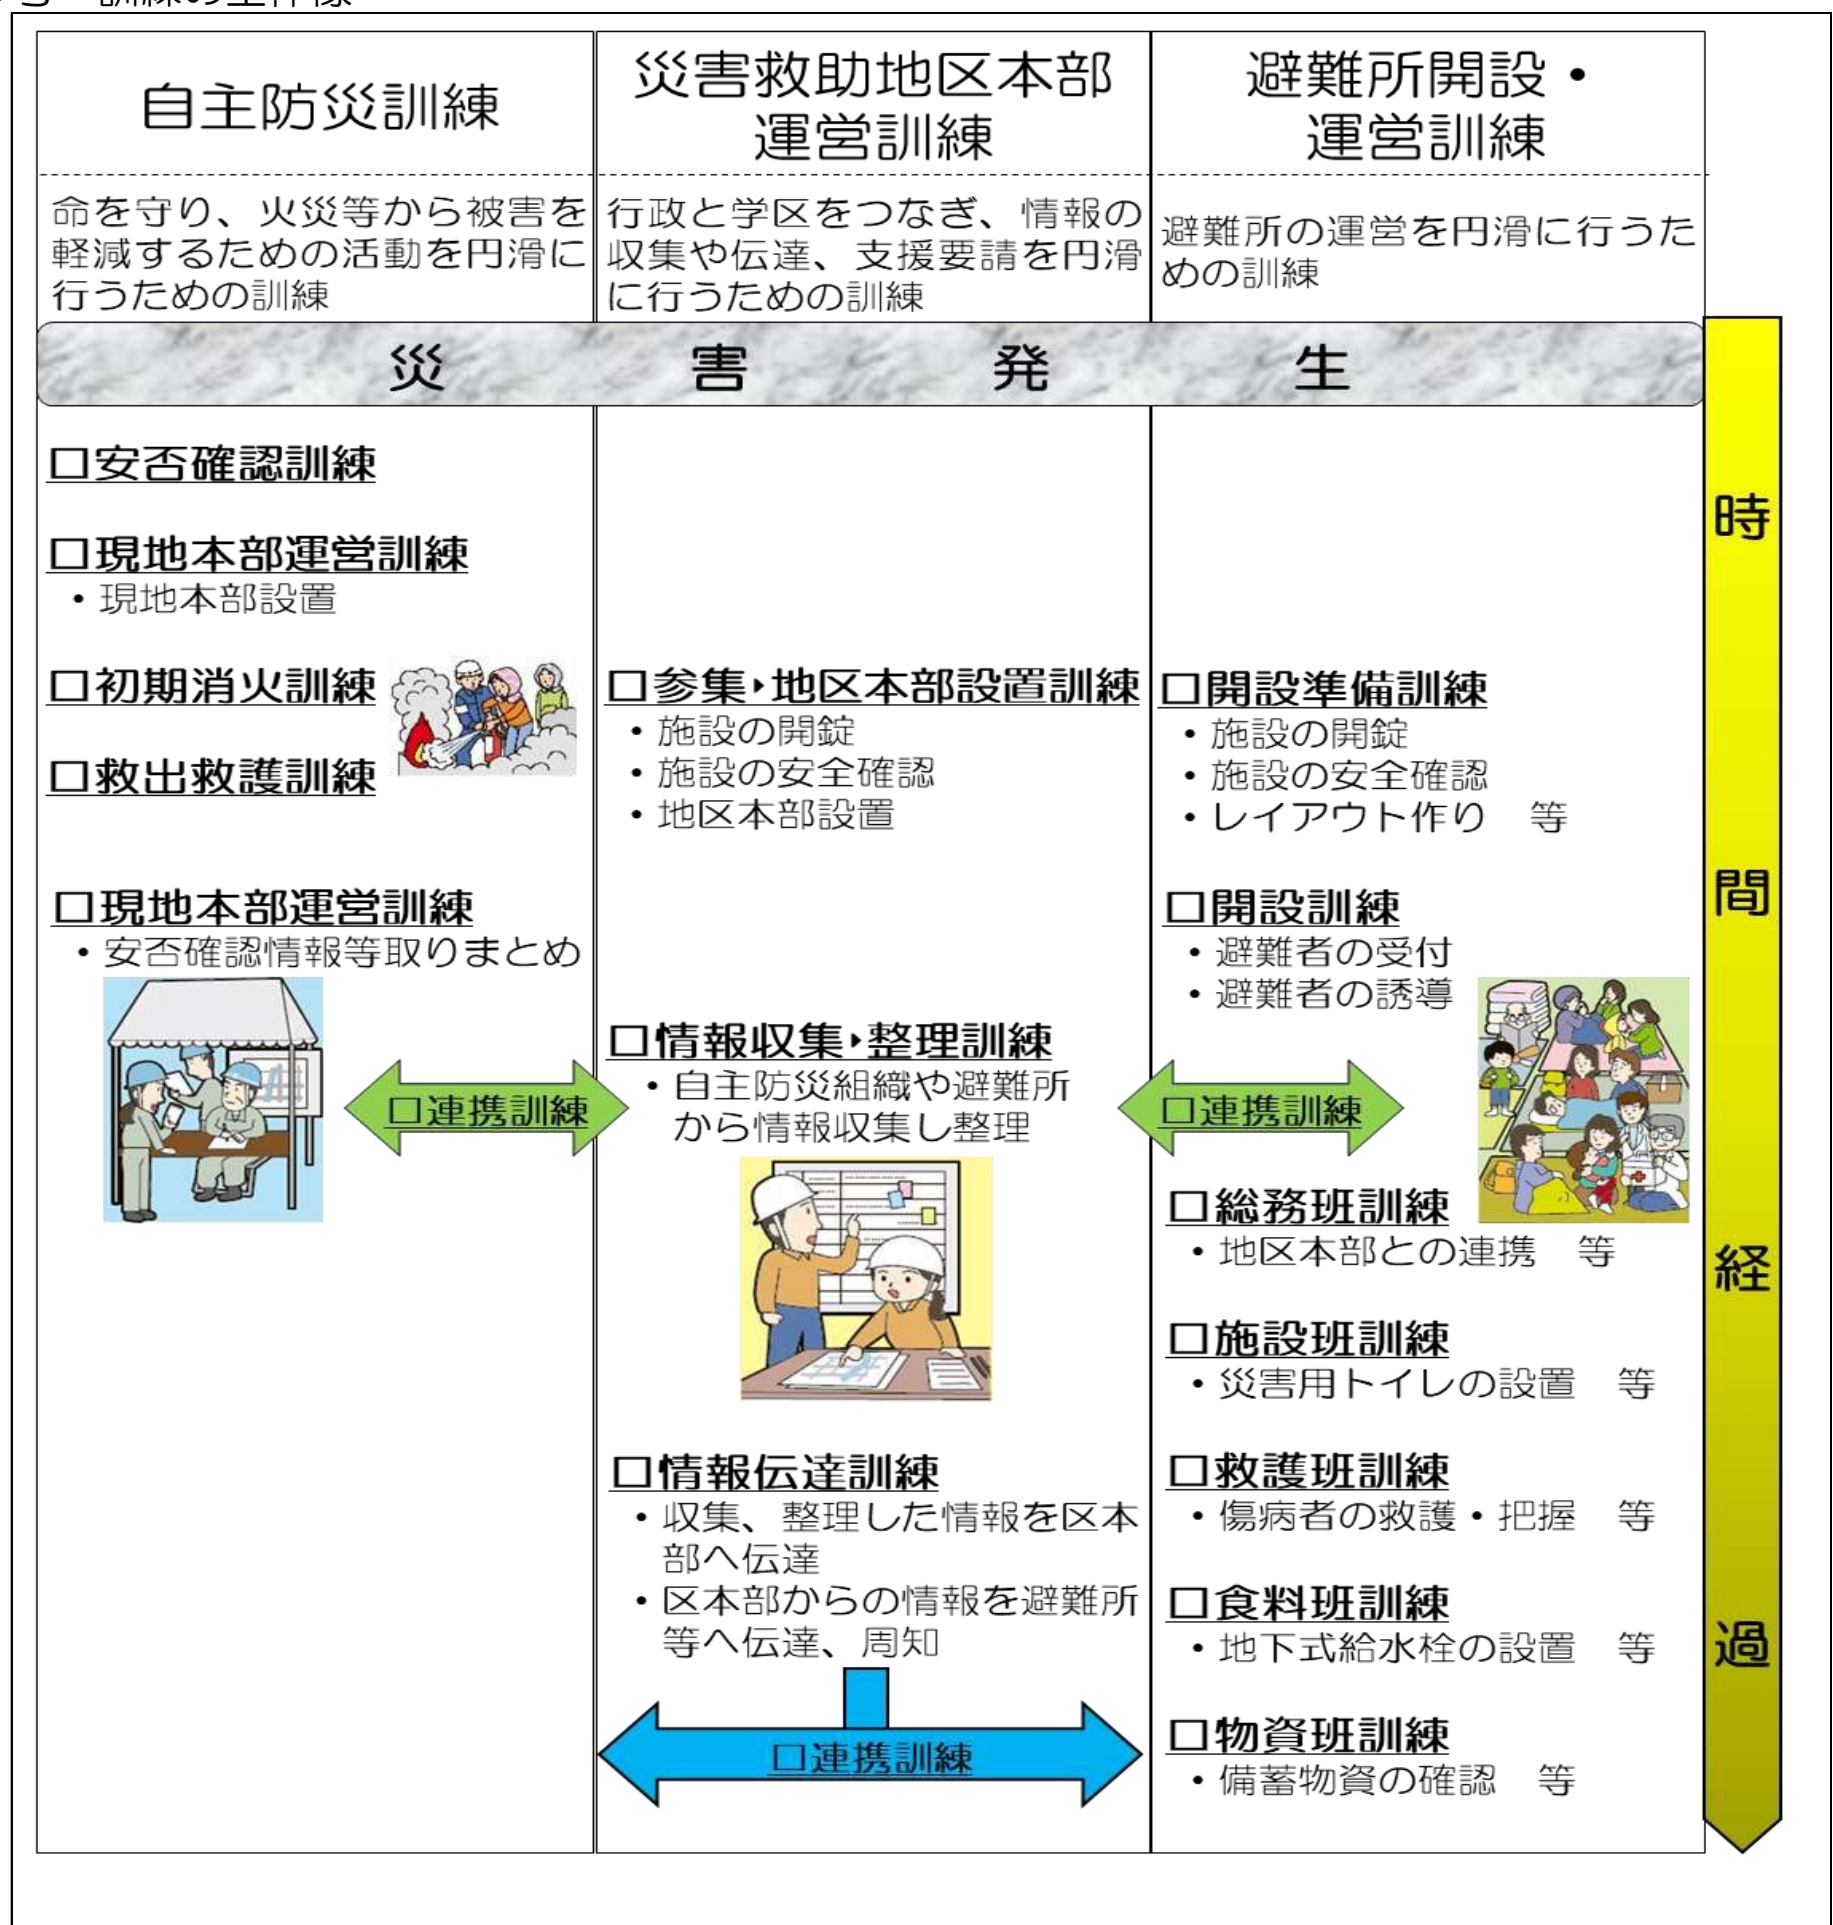 訓練の全体像
自主防災訓練
命を守り、火災等から被害を
軽減するための活動を円滑に
行うための訓練
災害救助地区本部
運営訓練
行政と学区をつなぎ、情報の
収集や伝達、支援要請を円滑
に行うための訓練
避難所開設・
運営訓練
避難所の運営を円滑に行うた
めの訓練
災害発生
時間経過
□安否確認訓練
□現地本部運営訓練
・現地本部設置
□初期消火訓練
□救出救護訓練
□現地本部運営訓練
・安否確認情報等取りまとめ
□連携訓練
□参集・地区本部設置訓練
・施設の開錠
・施設の安全確認
・地区本部設置
□情報収集・整理訓練
・自主防災組織や避難所
から情報収集し整理
□情報伝達訓練
・収集、整理した情報を区本
部へ伝達
・区本部からの情報を避難所
等へ伝達、周知
□連携訓練
□連携訓練
□開設準備訓練
・施設の開錠
・施設の安全確認
・レイアウト作り　等
□開設訓練
・避難者の受付
・避難者の誘導
□総務班訓練
・地区本部との連携　等
□施設班訓練
・災害用トイレの設置　等
□救護班訓練
・傷病者の救護・把握　等
□食料班訓練
・地下式給水栓の設置　等
□物資班訓練
・備蓄物資の確認　等